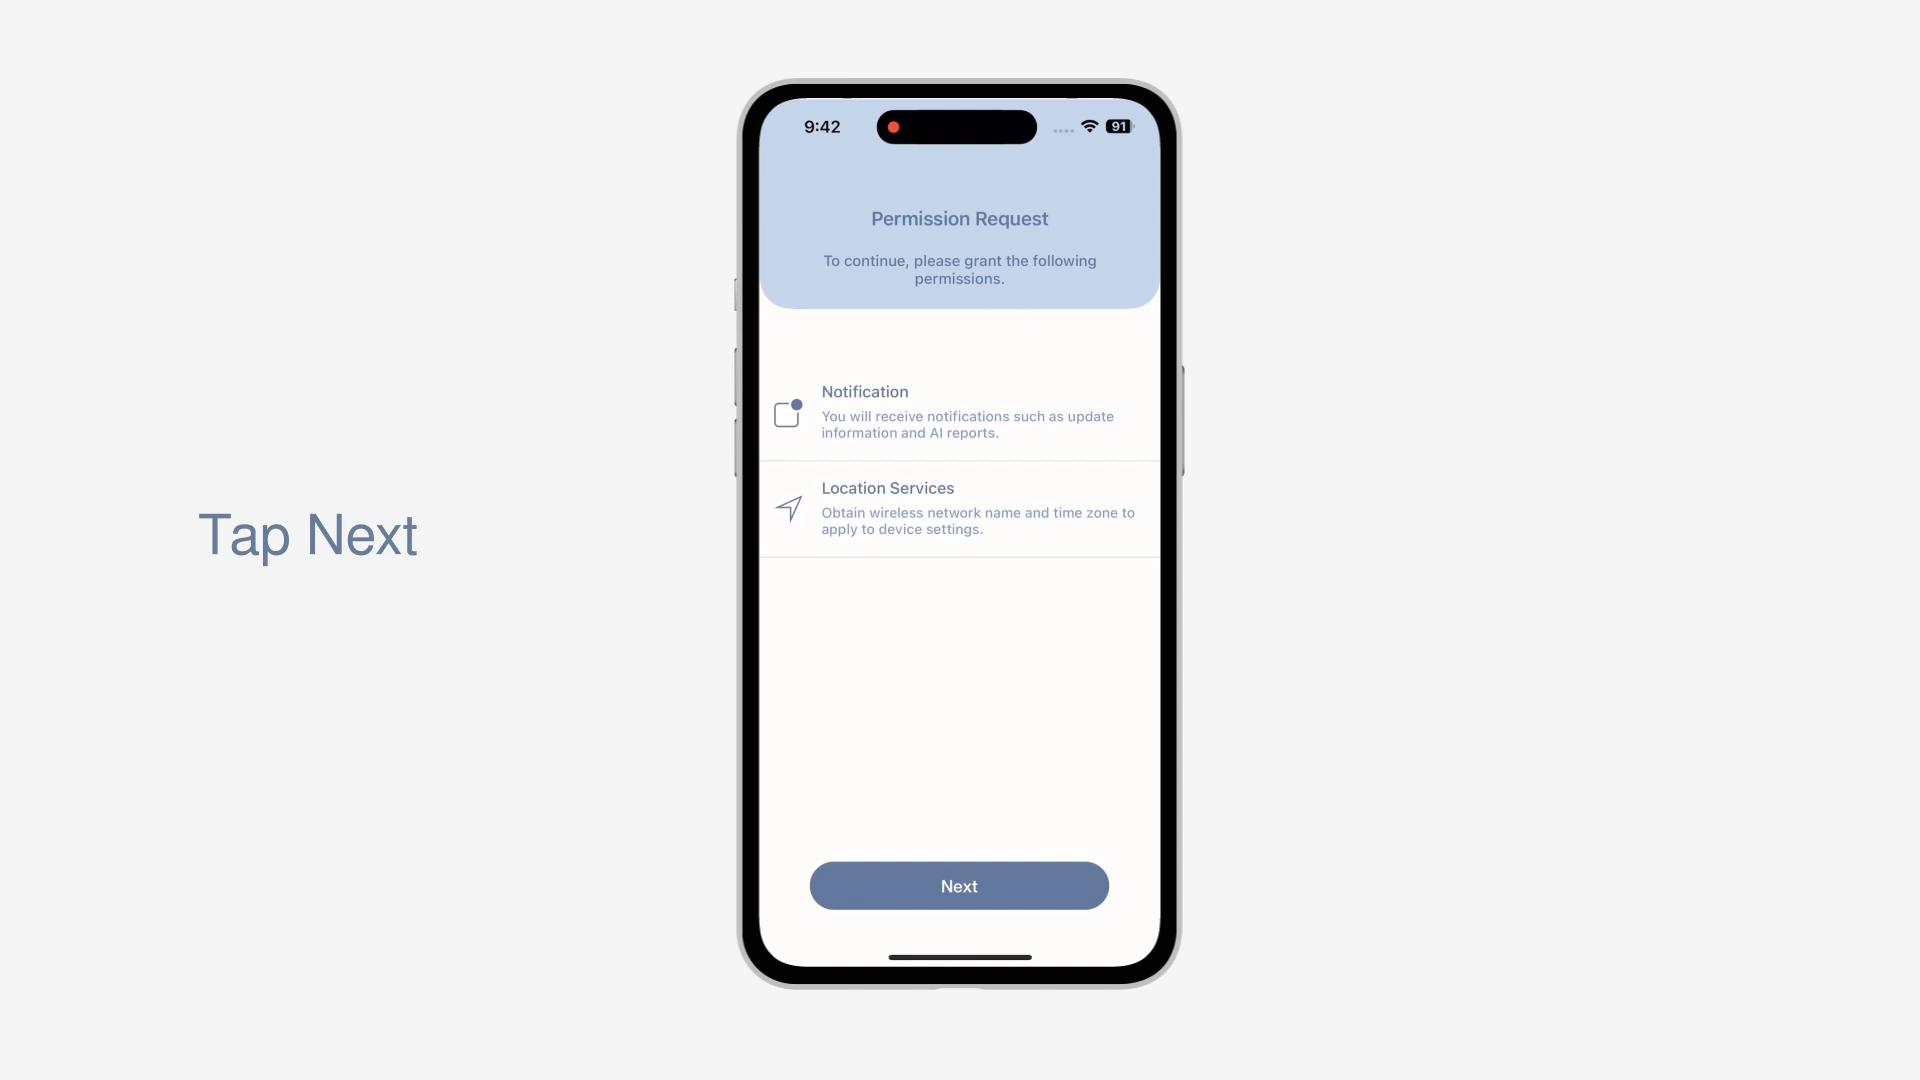 Tap Next
9:42
91
Permission Request
To continue, please grant the following
permissions.
Notification
You will receive notifications such as update
information and AI reports.
Location Services
Obtain wireless network name and time zone to
apply to device settings.
Next